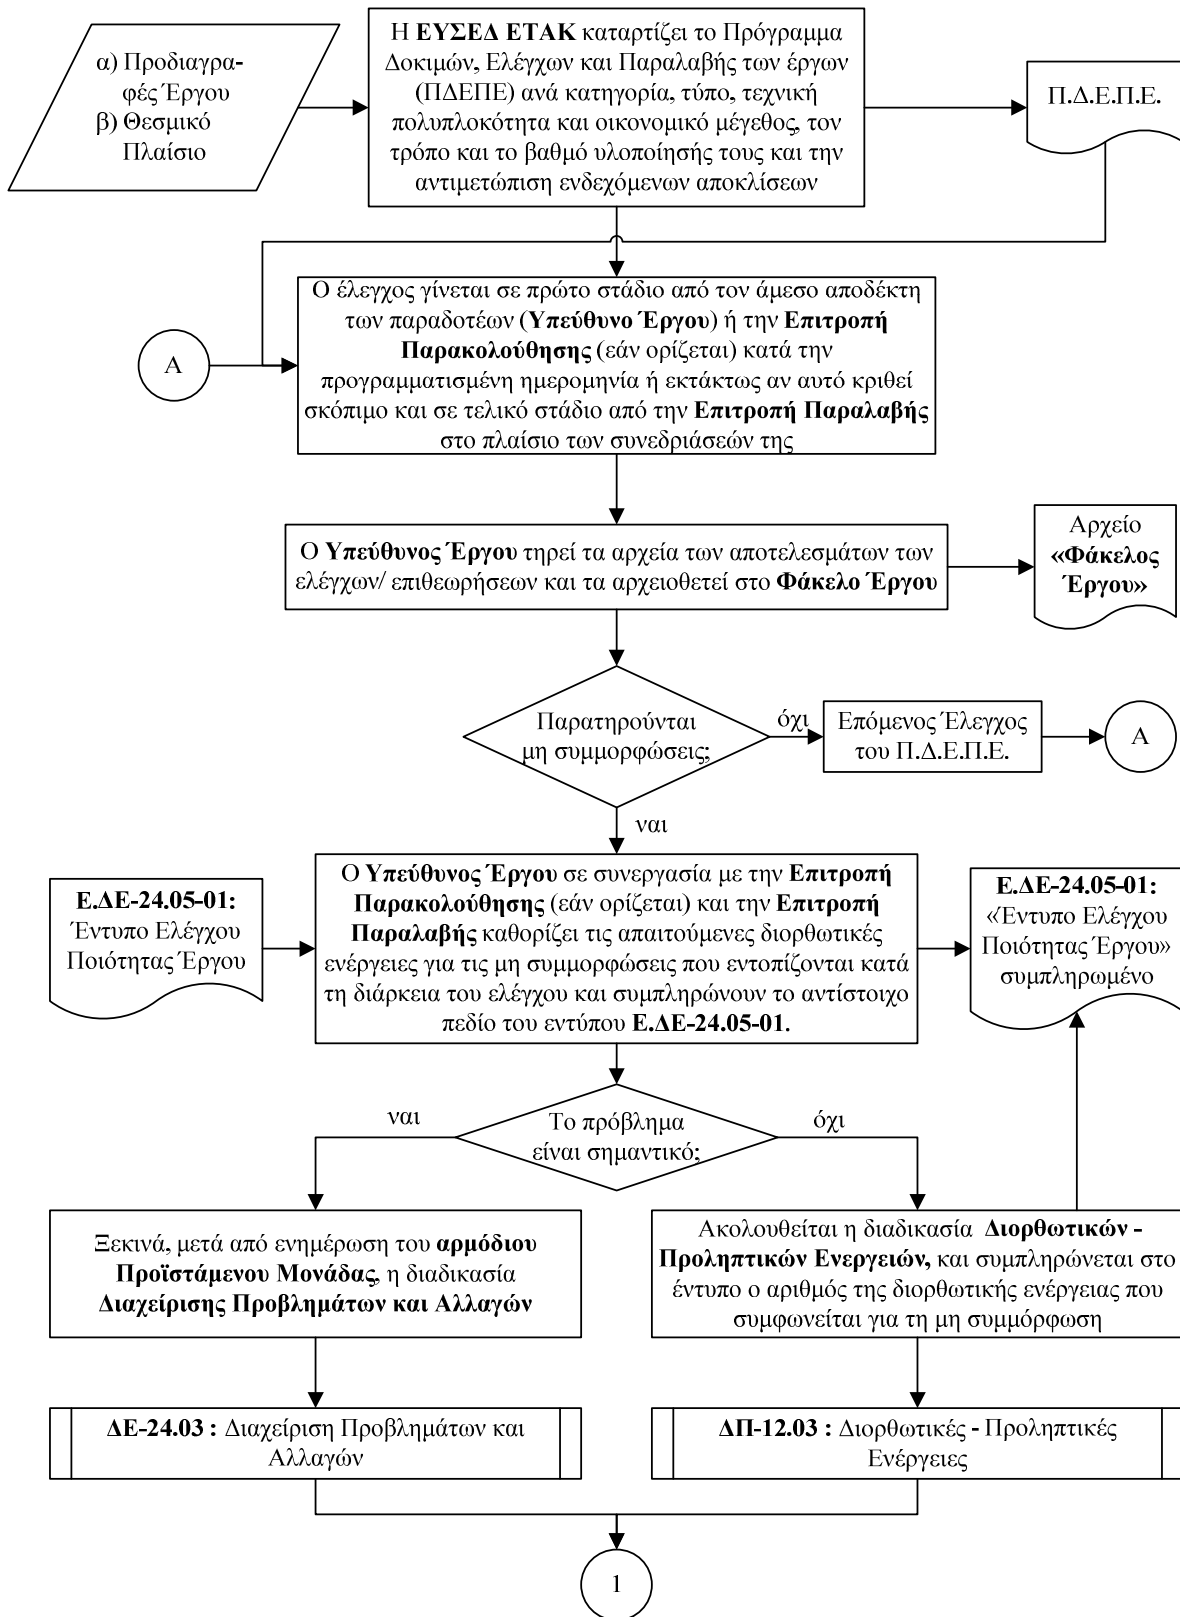 α) Προδιαγρα-
φές Έργου
β) Θεσμικό
Πλαίσιο
Η ΕΥΣΕΔ ΕΤΑΚ καταρτίζει το Πρόγραμμα
Δοκιμών, Ελέγχων και Παραλαβής των έργων
(ΠΔΕΠΕ) ανά κατηγορία, τύπο, τεχνική
πολυπλοκότητα και οικονομικό μέγεθος, τον
τρόπο και το βαθμό υλοποίησής τους και την
αντιμετώπιση ενδεχόμενων αποκλίσεων
Π.Δ.Ε.Π.Ε.
Ο έλεγχος γίνεται σε πρώτο στάδιο από τον άμεσο αποδέκτη
των παραδοτέων (Υπεύθυνο Έργου) ή την Επιτροπή
Παρακολούθησης (εάν ορίζεται) κατά την
προγραμματισμένη ημερομηνία ή εκτάκτως αν αυτό κριθεί
σκόπιμο και σε τελικό στάδιο από την Επιτροπή Παραλαβής
στο πλαίσιο των συνεδριάσεών της
Α
Ο Υπεύθυνος Έργου τηρεί τα αρχεία των αποτελεσμάτων των
ελέγχων/ επιθεωρήσεων και τα αρχειοθετεί στο Φάκελο Έργου
Αρχείο
«Φάκελος
Έργου»
Παρατηρούνται
μη συμμορφώσεις;
όχι
Επόμενος Έλεγχος
του Π.Δ.Ε.Π.Ε.
Α
ναι
Ε.ΔΕ-24.05-01:
Έντυπο Ελέγχου
Ποιότητας Έργου
Ο Υπεύθυνος Έργου σε συνεργασία με την Επιτροπή
Παρακολούθησης (εάν ορίζεται) και την Επιτροπή
Παραλαβής καθορίζει τις απαιτούμενες διορθωτικές
ενέργειες για τις μη συμμορφώσεις που εντοπίζονται κατά
τη διάρκεια του ελέγχου και συμπληρώνουν το αντίστοιχο
πεδίο του εντύπου Ε.ΔΕ-24.05-01.
Ε.ΔΕ-24.05-01:
«Έντυπο Ελέγχου
Ποιότητας Έργου»
συμπληρωμένο
Το πρόβλημα
είναι σημαντικό;
ναι
όχι
Ξεκινά, μετά από ενημέρωση του αρμόδιου
Προϊστάμενου Μονάδας, η διαδικασία
Διαχείρισης Προβλημάτων και Αλλαγών
Ακολουθείται η διαδικασία Διορθωτικών -
Προληπτικών Ενεργειών, και συμπληρώνεται στο
έντυπο ο αριθμός της διορθωτικής ενέργειας που
συμφωνείται για τη μη συμμόρφωση
ΔΕ-24.03 : Διαχείριση Προβλημάτων και
Αλλαγών
ΔΠ-12.03 : Διορθωτικές - Προληπτικές
Ενέργειες
1